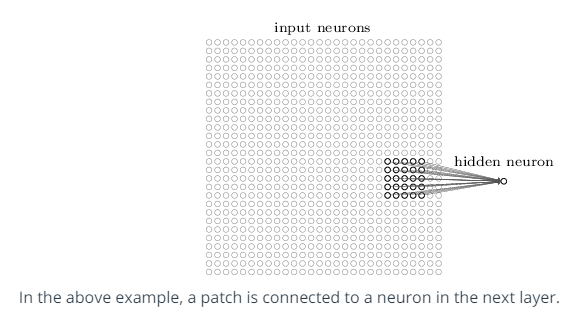 input neurons
hidden neuron
In the above example, a patch is connected to a neuron in the next layer.